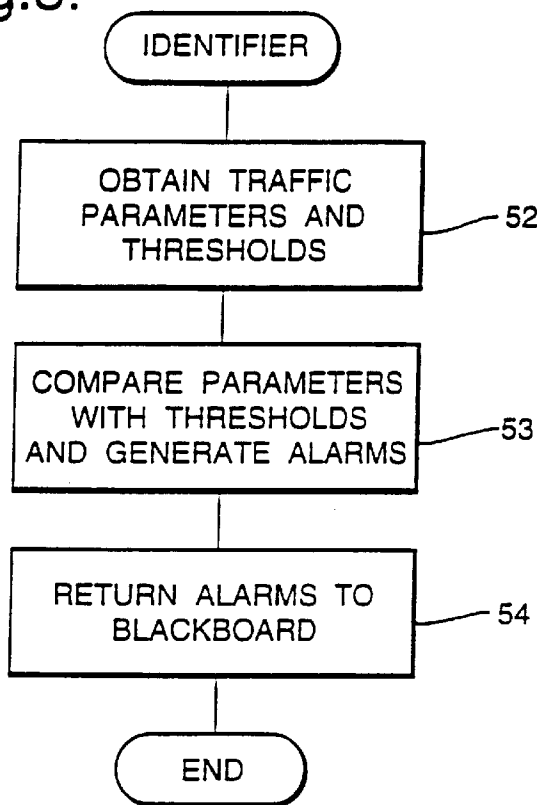 IDENTIFIER
OBTAIN TRAFFIC
PARAMETERS AND
THRESHOLDS
52
COMPARE PARAMETERS
WITH THRESHOLDS
AND GENERATE ALARMS
53
RETURN ALARMS TO
BLACKBOARD
54
END